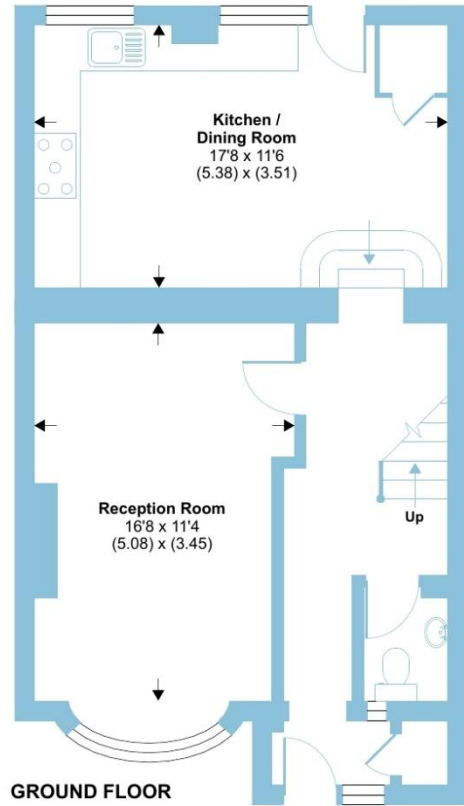 Kitchen /
Dining Room
17'8 x 11'6
(5.38) x (3.51)
Reception Room
16'8 x 11'4
(5.08) x (3.45)
Up
GROUND FLOOR